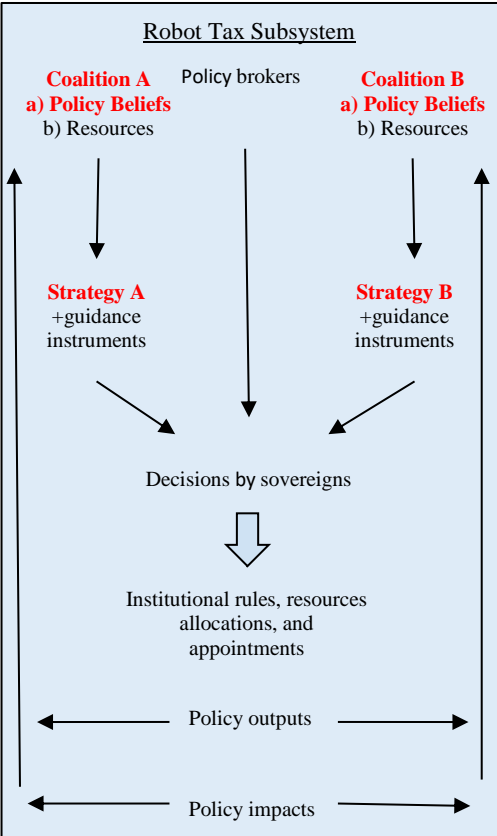 Robot Tax Subsystem
Coalition A
a) Policy Beliefs
b) Resources
Policy brokers
Coalition B
a) Policy Beliefs
b) Resources
Strategy A
+guidance
instruments
Strategy B
+guidance
instruments
Decisions by sovereigns
Institutional rules, resources
allocations, and
appointments
Policy outputs
Policy impacts